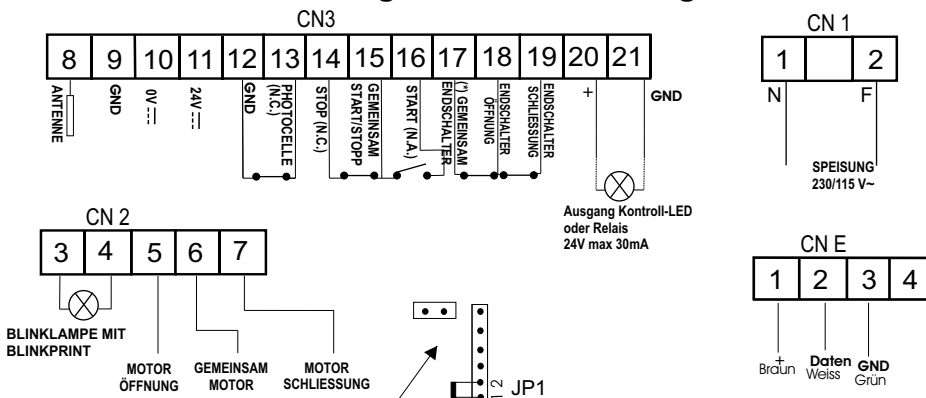 CN3
8 9 10 11 12 13 14 15 16 17 18 19 20 21
ANTENNE
GND
0V
24V
GND
PHOTOCELLE
(N.C.)
STOP (N.C.)
GEMEINSAM
START/STOPP
START (N.A.)
(*) GEMEINSAM
ENDSCHALTER
ENDSCHALTER
ÖFFNUNG
ENDSCHALTER
SCHLIESSUNG
+
GND
Ausgang Kontroll-LED
oder Relais
24V max 30mA
CN 1
1 2
N F
SPEISUNG
230/115 V~
CN 2
3 4 5 6 7
BLINKLAMPE MIT
BLINKPRINT
MOTOR
ÖFFNUNG
GEMEINSAM
MOTOR
MOTOR
SCHLIESSUNG
1 2
JP1
CN E
1 2 3 4
+
Braun
Daten
Weiss
GND
Grün